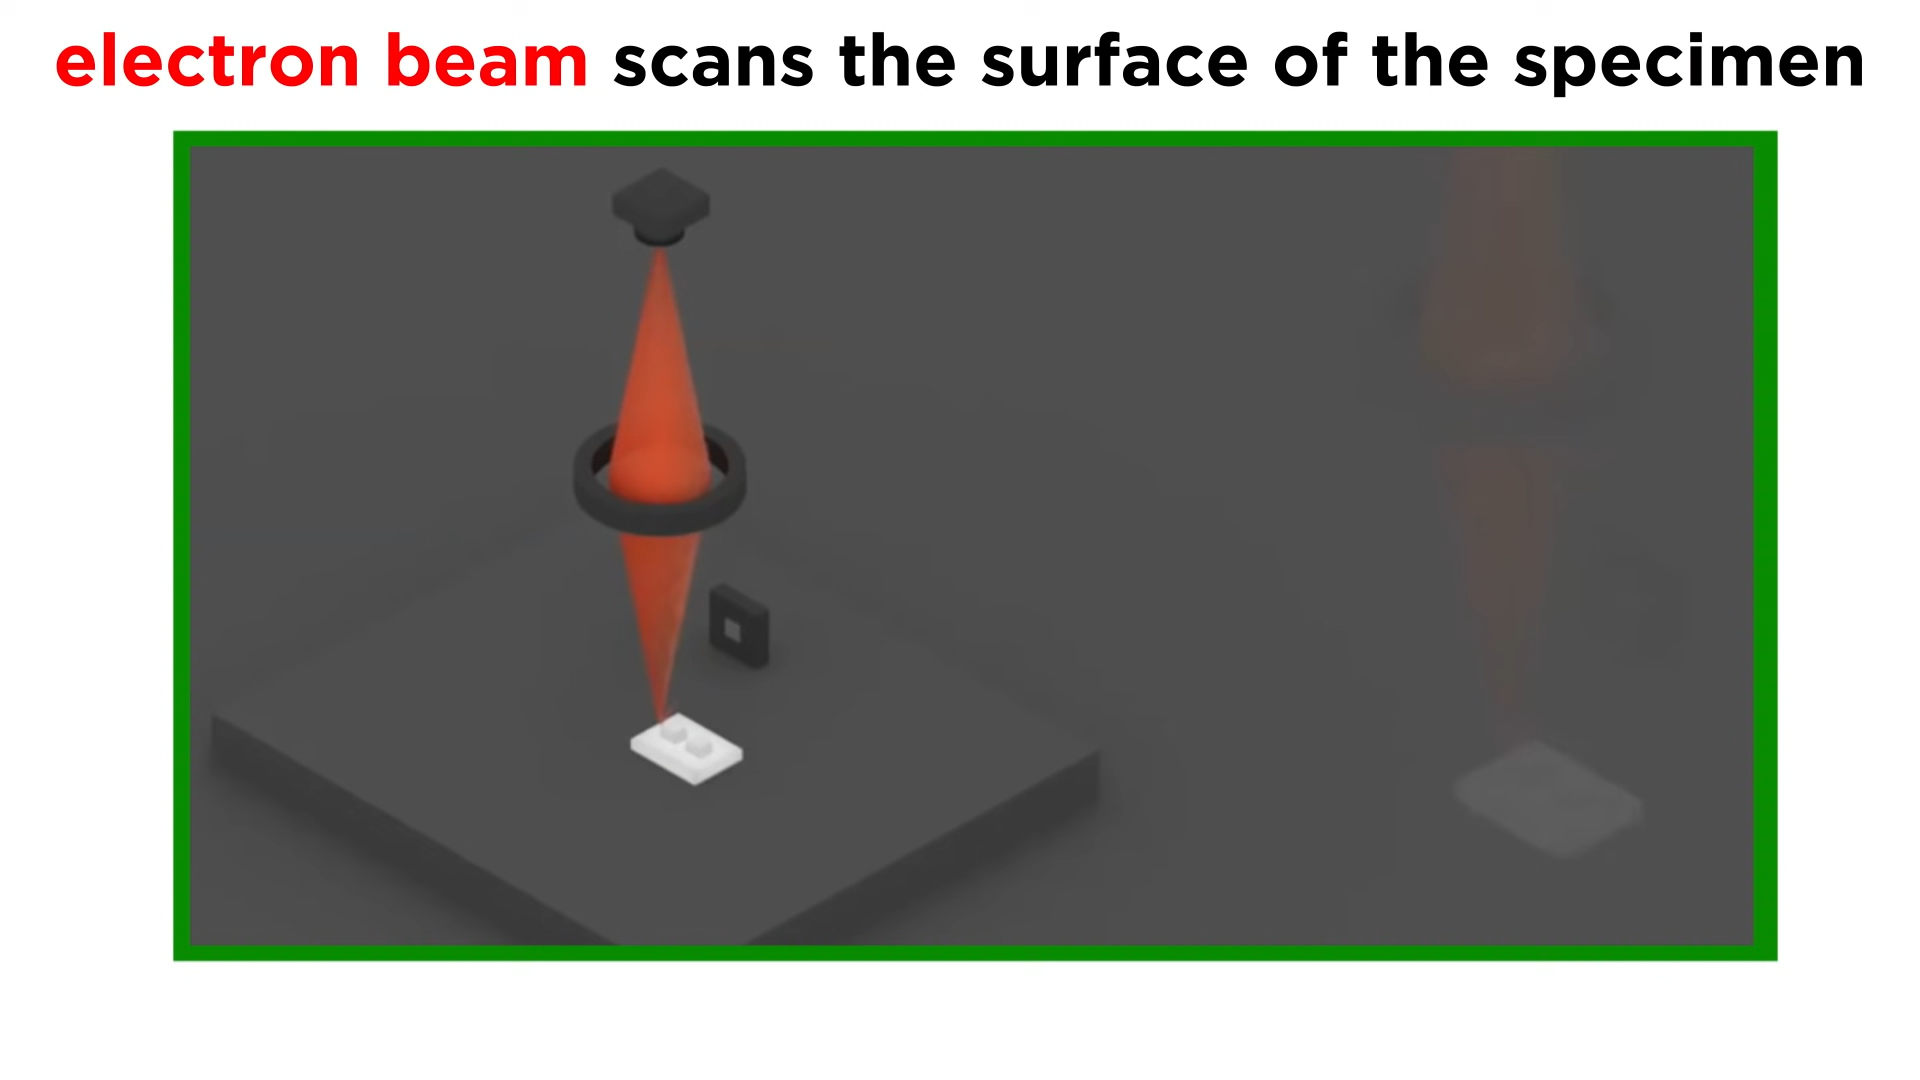 electron beam scans the surface of the specimen